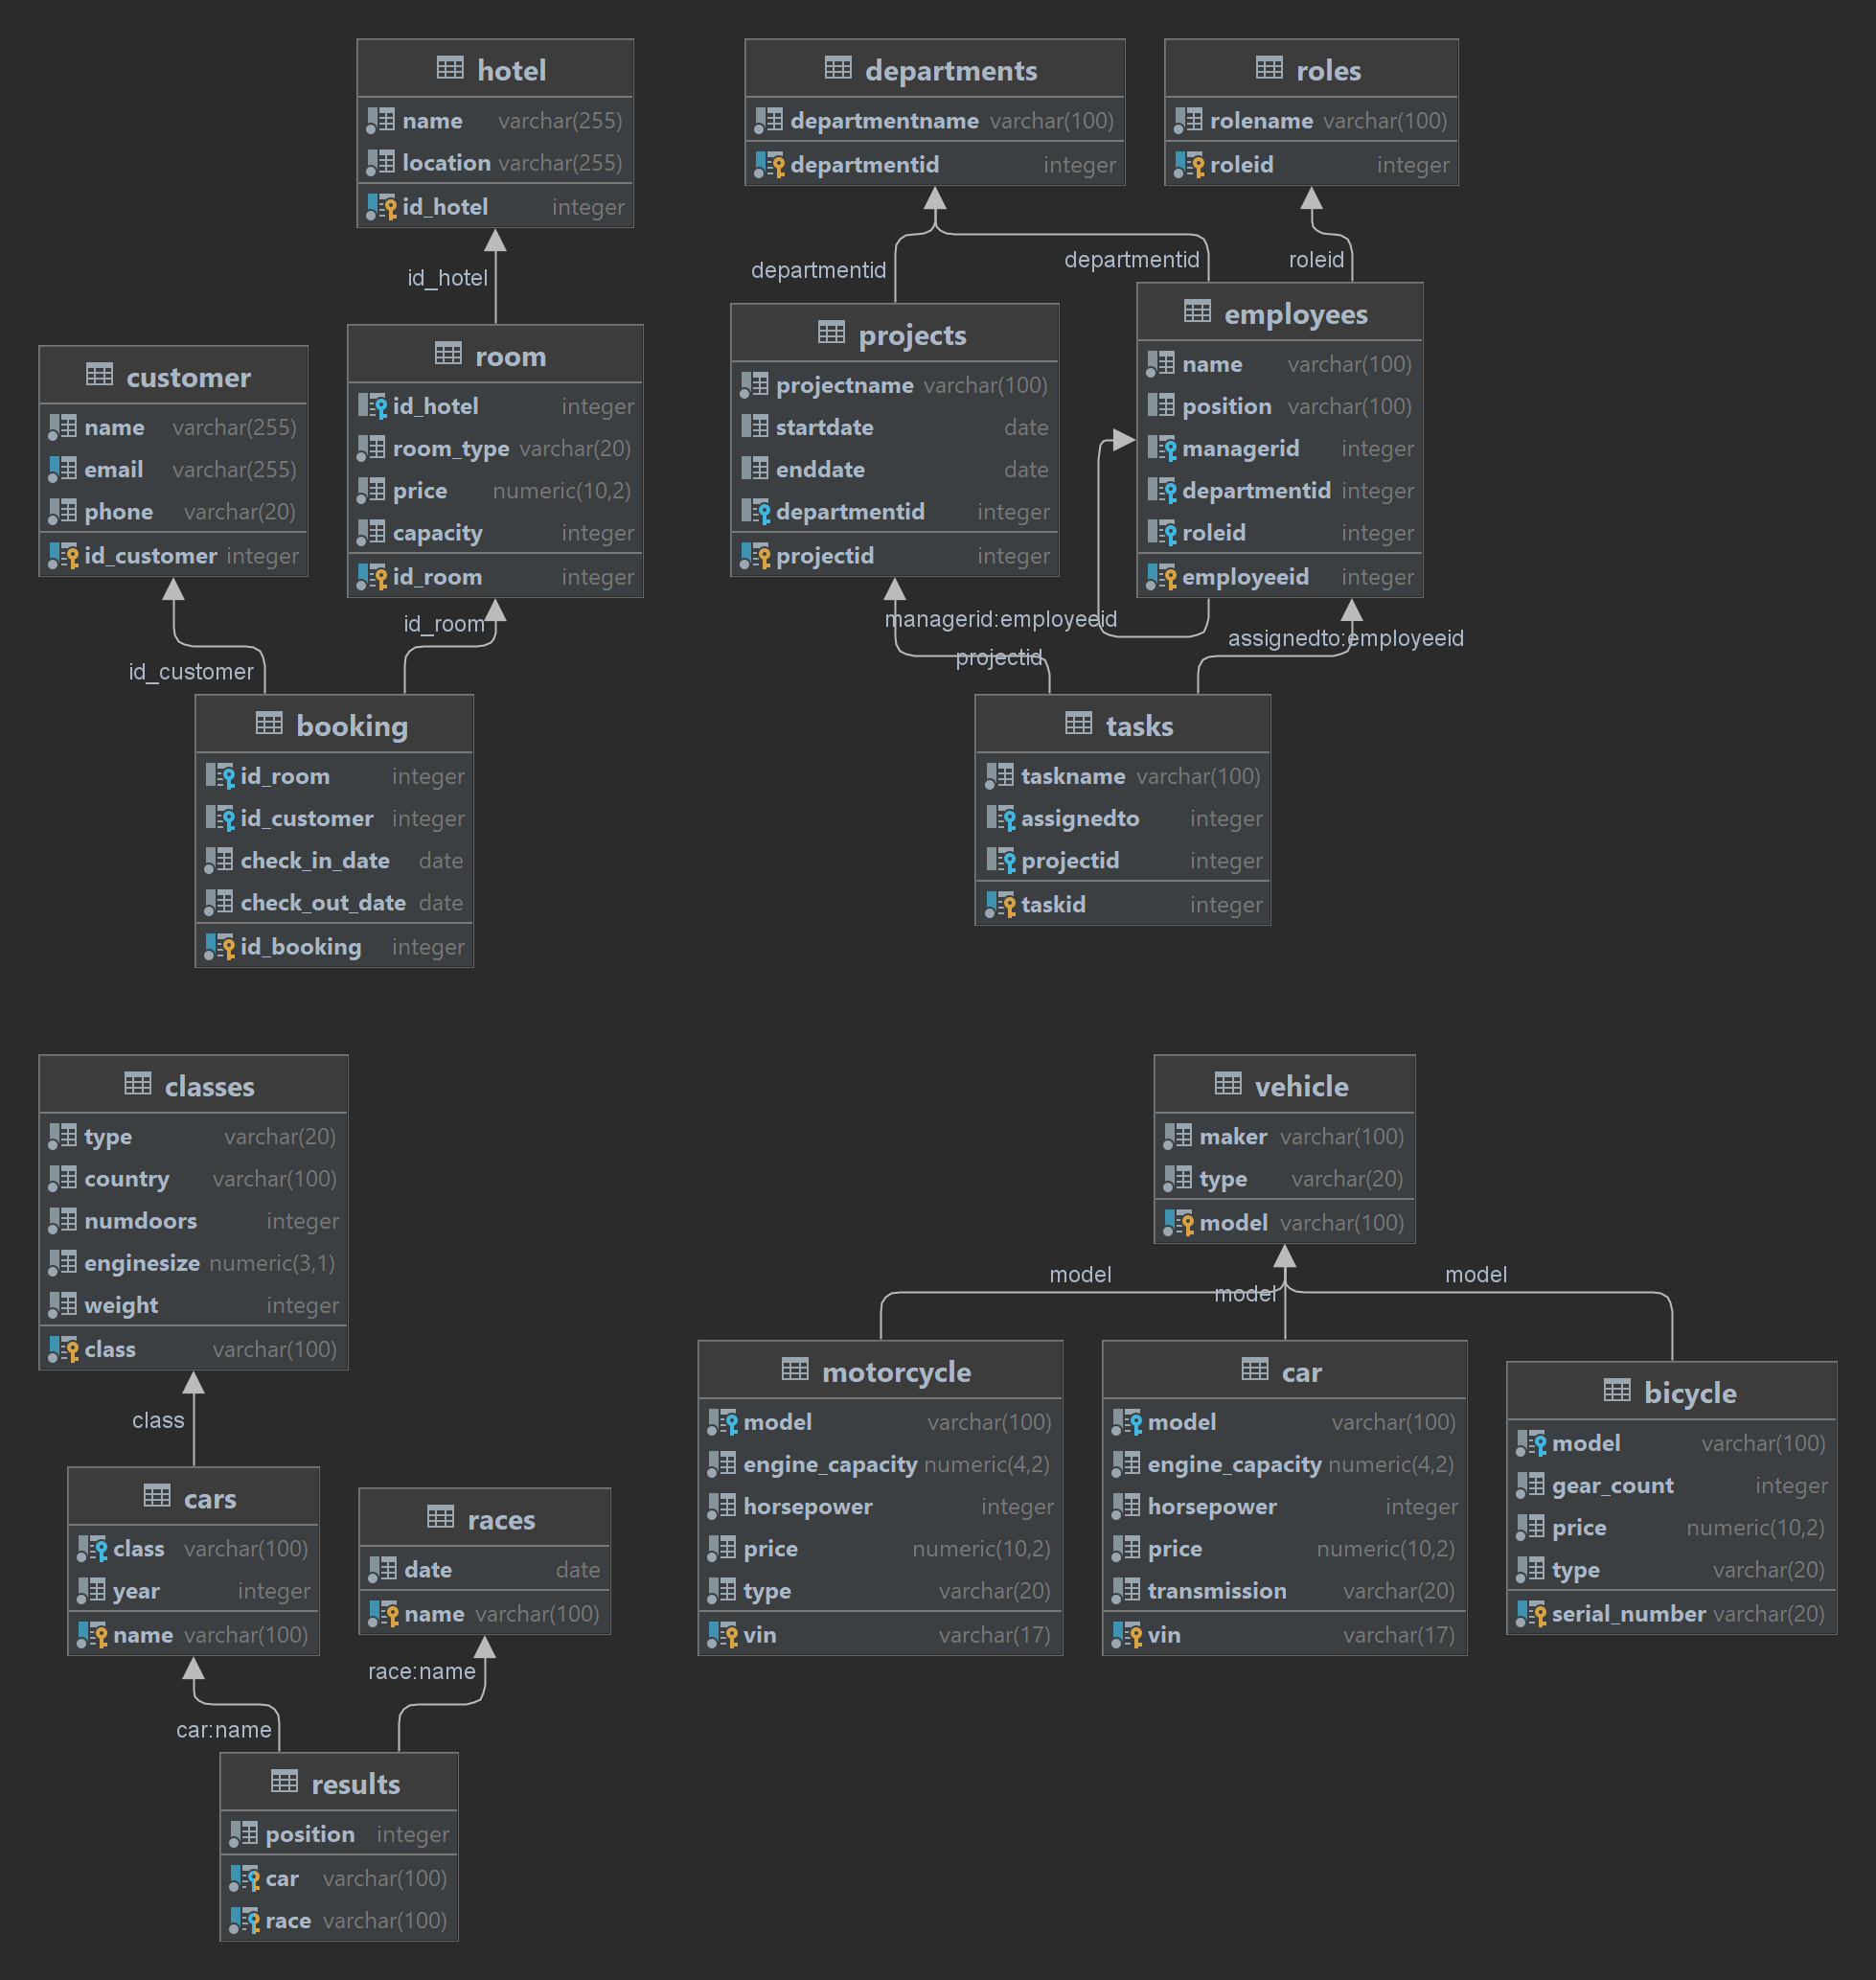 hotel
name varchar(255)
location varchar(255)
id_hotel integer
departments
departmentname varchar(100)
departmentid integer
roles
rolename varchar(100)
roleid integer
id_hotel
departmentid
departmentid
roleid
customer
name varchar(255)
email varchar(255)
phone varchar(20)
id_customer integer
room
id_hotel integer
room_type varchar(20)
price numeric(10,2)
capacity integer
id_room integer
projects
projectname varchar(100)
startdate date
enddate date
departmentid integer
projectid integer
employees
name varchar(100)
position varchar(100)
managerid integer
departmentid integer
roleid integer
employeeid integer
id_customer
id_room
managerid:employeeid
projectid
assignedto:employeeid
booking
id_room integer
id_customer integer
check_in_date date
check_out_date date
id_booking integer
tasks
taskname varchar(100)
assignedto integer
projectid integer
taskid integer
classes
type varchar(20)
country varchar(100)
numdoors integer
enginesize numeric(3,1)
weight integer
class varchar(100)
vehicle
maker varchar(100)
type varchar(20)
model varchar(100)
class
model
model
model
cars
class varchar(100)
year integer
name varchar(100)
races
date date
name varchar(100)
motorcycle
model varchar(100)
engine_capacity numeric(4,2)
horsepower integer
price numeric(10,2)
type varchar(20)
vin varchar(17)
car
model varchar(100)
engine_capacity numeric(4,2)
horsepower integer
price numeric(10,2)
transmission varchar(20)
vin varchar(17)
bicycle
model varchar(100)
gear_count integer
price numeric(10,2)
type varchar(20)
serial_number varchar(20)
car:name
race:name
results
position integer
car varchar(100)
race varchar(100)